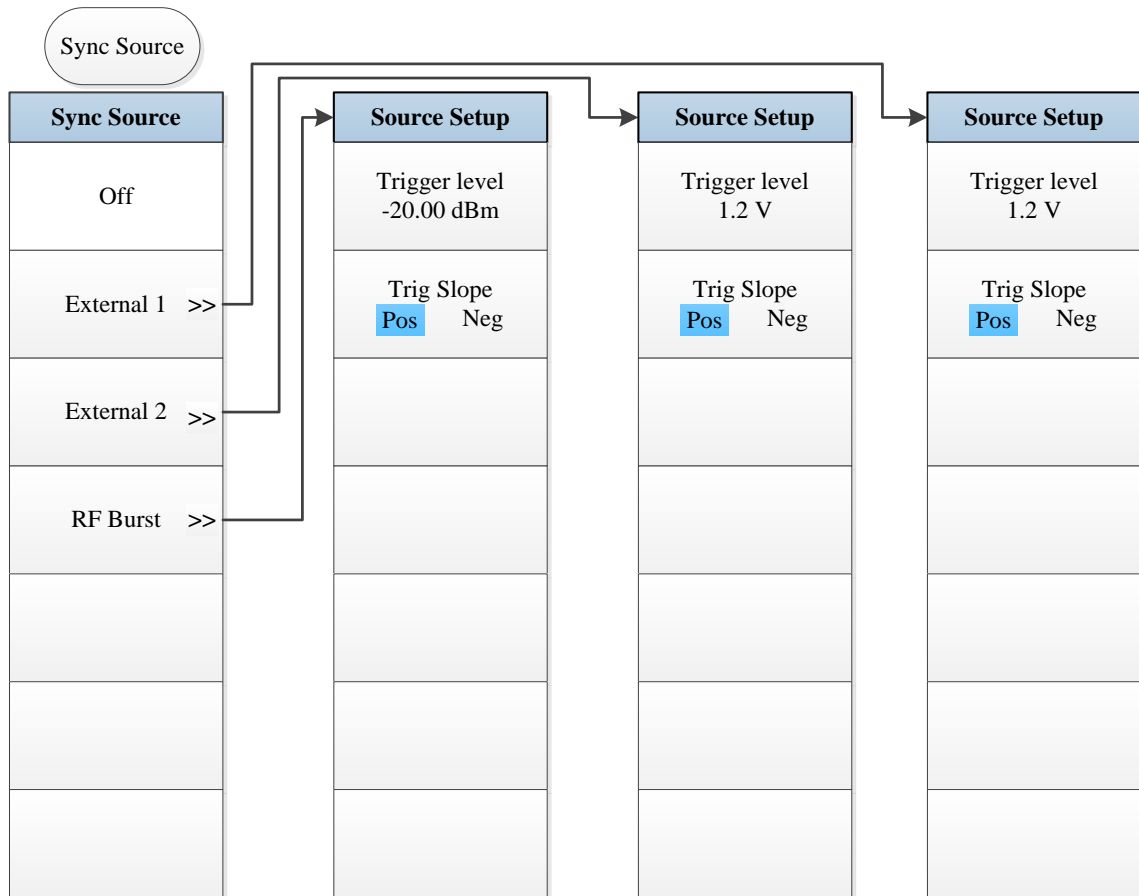 Sync Source
Sync Source
Off
External 1 >>
External 2 >>
RF Burst >>
Source Setup
Trigger level
-20.00 dBm
Trig Slope
Pos Neg
Source Setup
Trigger level
1.2 V
Trig Slope
Pos Neg
Source Setup
Trigger level
1.2 V
Trig Slope
Pos Neg